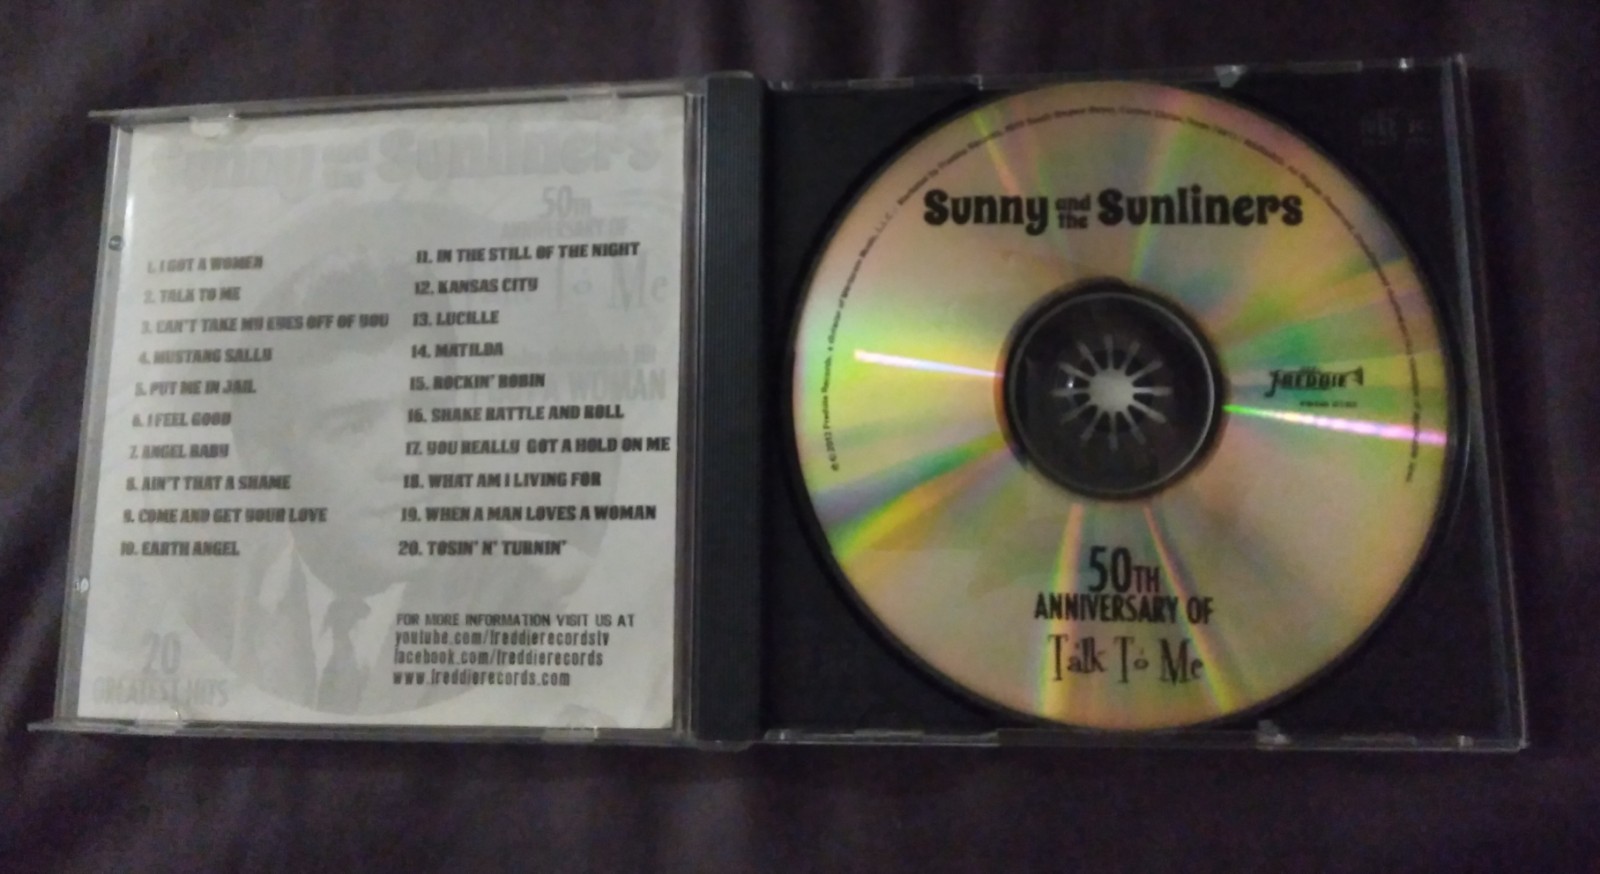 Sunny and the Sunliners
50TH
ANNIVERSARY OF
Talk To Me
WOMAN
1. I GOT A WOMEN
2. TALK TO ME
3. CAN'T TAKE MY EYES OFF OF YOU
4. MUSTANG SALLY
5. PUT ME IN JAIL
6. I FEEL GOOD
7. ANGEL BABY
8. AIN'T THAT A SHAME
9. COME AND GET YOUR LOVE
10. EARTH ANGEL
11. IN THE STILL OF THE NIGHT
12. KANSAS CITY
13. LUCILLE
14. MATILDA
15. ROCKIN' ROBIN
16. SHAKE RATTLE AND ROLL
17. YOU REALLY GOT A HOLD ON ME
18. WHAT AM I LIVING FOR
19. WHEN A MAN LOVES A WOMAN
20. TOSIN' N' TURNIN'
FOR MORE INFORMATION VISIT US AT
youtube.com/freddierecordstv
facebook.com/freddierecords
www.freddierecords.com
20
GREATEST HITS
Sunny and the Sunliners
FREDDIE
50TH
ANNIVERSARY OF
Talk To Me